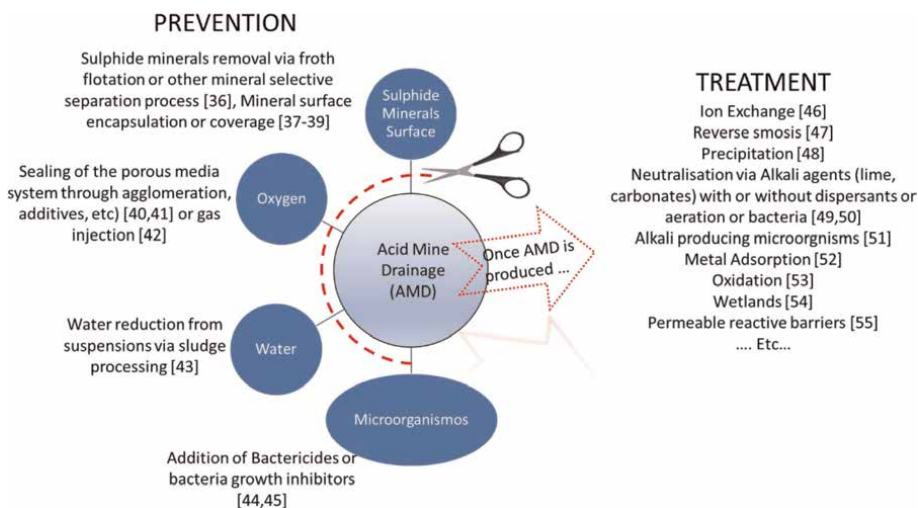 PREVENTION
Sulphide minerals removal via froth
flotation or other mineral selective
separation process [36], Mineral surface
encapsulation or coverage [37-39]
Sulphide
Minerals
Surface
Sealing of the porous media
system through agglomeration,
additives, etc) [40,41] or gas
injection [42]
Oxygen
Acid Mine
Drainage
(AMD)
Once AMD is
produced ...
Water reduction from
suspensions via sludge
processing [43]
Water
Microorganismos
Addition of Bactericides or
bacteria growth inhibitors
[44,45]
TREATMENT
Ion Exchange [46]
Reverse smosis [47]
Precipitation [48]
Neutralisation via Alkali agents (lime,
carbonates) with or without dispersants or
aeration or bacteria [49,50]
Alkali producing microorgnisms [51]
Metal Adsorption [52]
Oxidation [53]
Wetlands [54]
Permeable reactive barriers [55]
.... Etc...